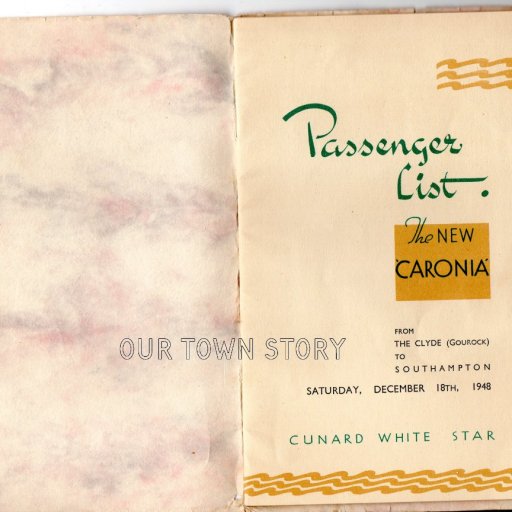 Passenger
List.
The NEW
"CARONIA"
FROM
THE CLYDE (GOUROCK)
TO
SOUTHAMPTON
SATURDAY, DECEMBER 18TH, 1948
CUNARD WHITE STAR
OUR TOWN STORY